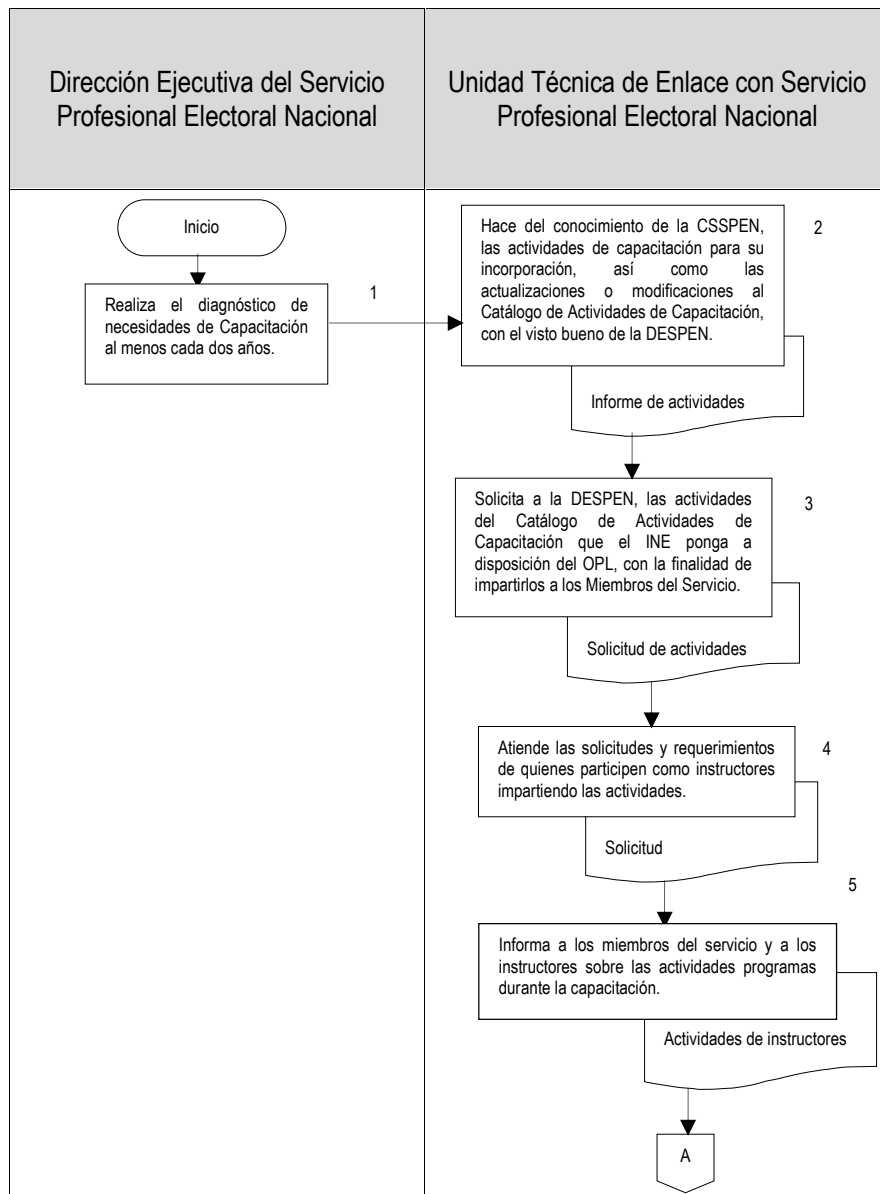 Dirección Ejecutiva del Servicio
Profesional Electoral Nacional
Unidad Técnica de Enlace con Servicio
Profesional Electoral Nacional
Inicio
1
Realiza el diagnóstico de
necesidades de Capacitación
al menos cada dos años.
2
Hace del conocimiento de la CSSPEN,
las actividades de capacitación para su
incorporación, así como las
actualizaciones o modificaciones al
Catálogo de Actividades de Capacitación,
con el visto bueno de la DESPEN.
Informe de actividades
3
Solicita a la DESPEN, las actividades
del Catálogo de Actividades de
Capacitación que el INE ponga a
disposición del OPL, con la finalidad de
impartirlos a los Miembros del Servicio.
Solicitud de actividades
4
Atiende las solicitudes y requerimientos
de quienes participen como instructores
impartiendo las actividades.
Solicitud
5
Informa a los miembros del servicio y a los
instructores sobre las actividades programas
durante la capacitación.
Actividades de instructores
A